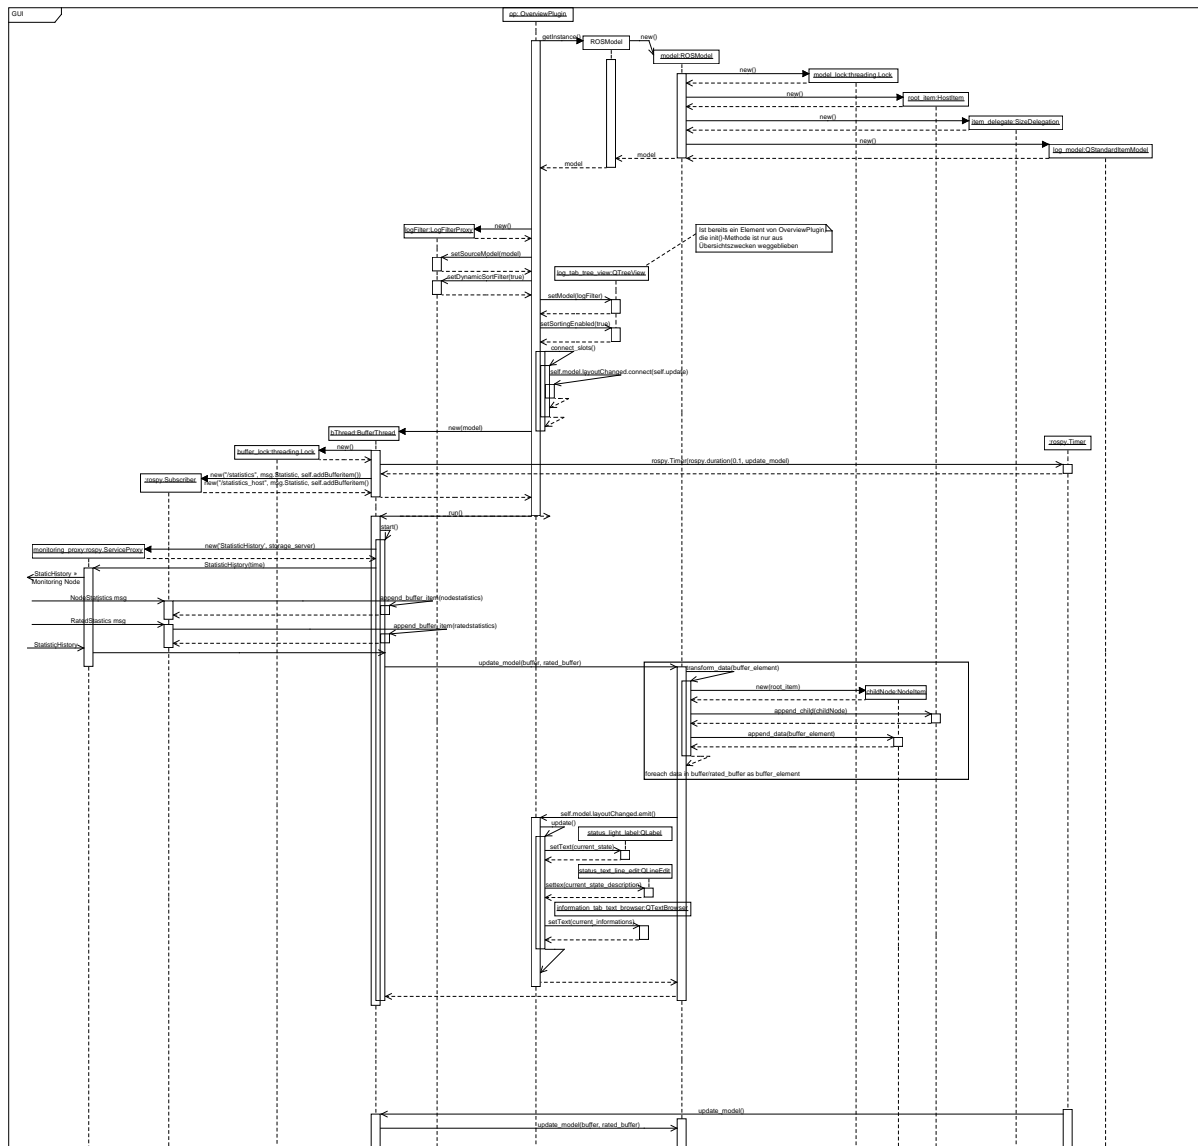 GUI
op: OverviewPlugin
getInstance()
ROSModel
new()
model:ROSModel
new()
model_lock:threading.Lock
new()
root_item:HostItem
new()
item_delegate:SizeDelegation
new()
log_model:QStandardItemModel
model
model
logFilter:LogFilterProxy
new()
Ist bereits ein Element von OverviewPlugin,
die init()-Methode ist nur aus
Übersichtszwecken weggeblieben
setSourceModel(model)
log_tab_tree_view:QTreeView
setDynamicSortFilter(true)
setModel(logFilter)
setSortingEnabled(true)
connect_slots()
self.model.layoutChanged.connect(self.update)
bThread:BufferThread
new(model)
:rospy.Timer
buffer_lock:threading.Lock
new()
rospy.Timer(rospy.duration(0.1, update_model)
:rospy.Subscriber
new("/statistics", msg.Statistic, self.addBufferitem())
new("/statistics_host", msg.Statistic, self.addBufferitem()
run()
start()
monitoring_proxy:rospy.ServiceProxy
new('StatisticHistory', storage_server)
StatisticHistory(time)
StaticHistory +
Monitoring Node
NodeStatistics msg
append_buffer_item(nodestatistics)
RatedStastics msg
append_buffer_item(ratedstatistics)
StatisticHistory
update_model(buffer, rated_buffer)
transform_data(buffer_element)
new(root_item)
childNode:NodeItem
append_child(childNode)
append_data(buffer_element)
foreach data in buffer/rated_buffer as buffer_element
self.model.layoutChanged.emit()
update()
status_light_label:QLabel
setText(current_state)
status_text_line_edit:QLineEdit
settex(current_state_description)
information_tab_text_browser:QTextBrowser
setText(current_informations)
update_model()
update_model(buffer, rated_buffer)